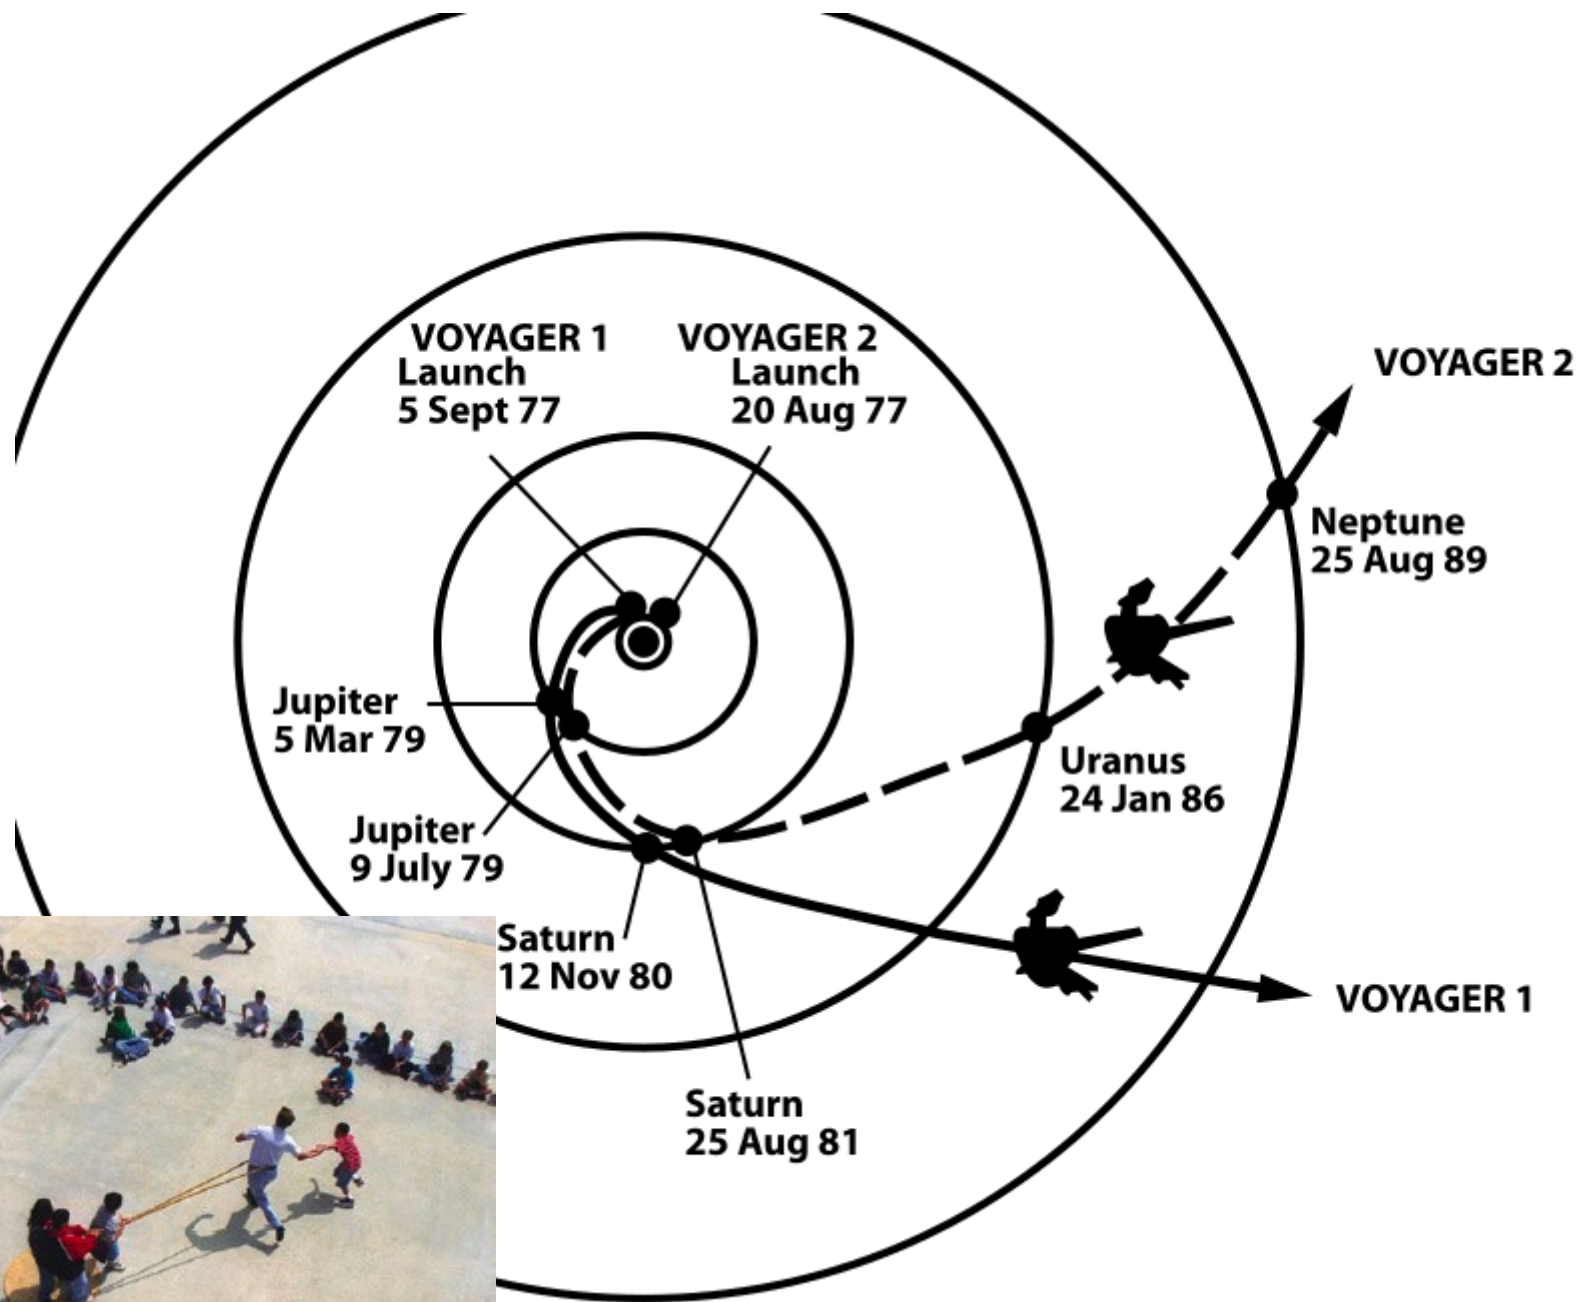 VOYAGER 1
Launch
5 Sept 77
VOYAGER 2
Launch
20 Aug 77
VOYAGER 2
Neptune
25 Aug 89
Jupiter
5 Mar 79
Uranus
24 Jan 86
Jupiter
9 July 79
Saturn
12 Nov 80
VOYAGER 1
Saturn
25 Aug 81